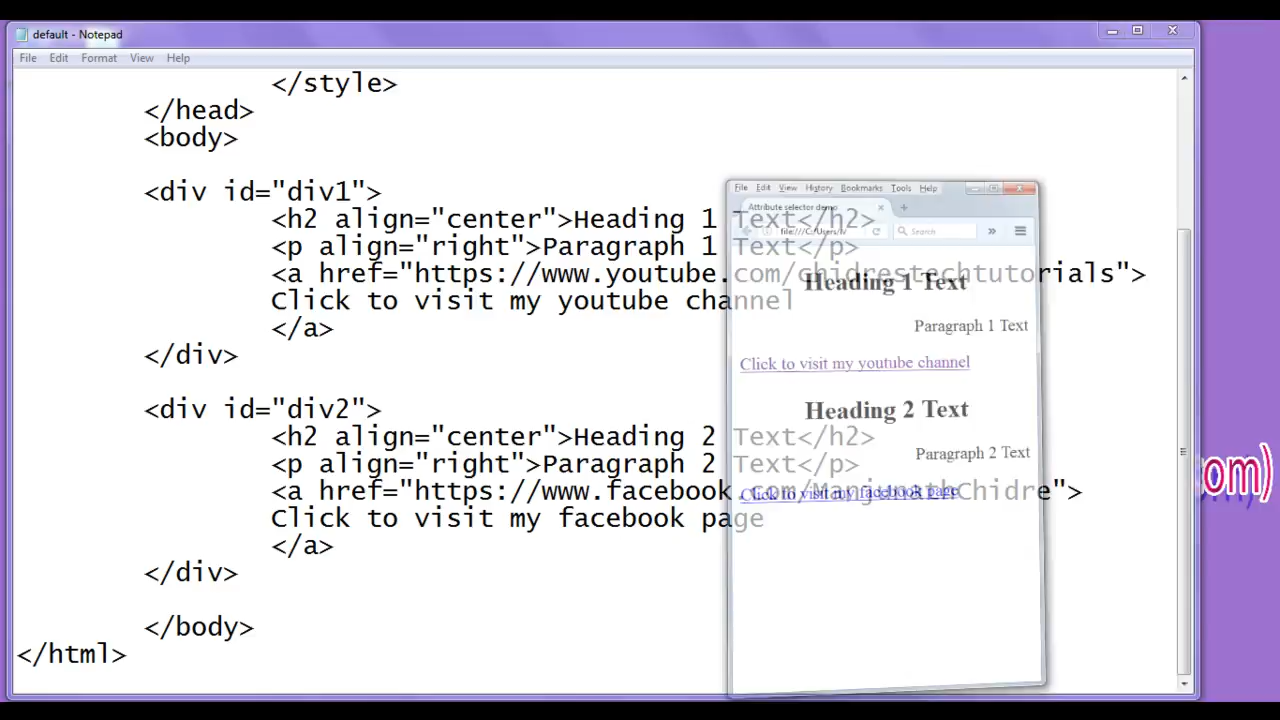 default - Notepad
File Edit Format View Help
</style>
</head>
<body>
<div id="div1">
<h2 align="center">Heading 1 Text</h2>
<p align="right">Paragraph 1 Text</p>
<a href="https://www.youtube.com/chidrestechtutorials">
Click to visit my youtube channel
</a>
</div>
<div id="div2">
<h2 align="center">Heading 2 Text</h2>
<p align="right">Paragraph 2 Text</p>
<a href="https://www.facebook.com/ManjunathChidre">
Click to visit my facebook page
</a>
</div>
</body>
</html>
File Edit View History Bookmarks Tools Help
Attribute selector demo
file:///C:/Users/
Search
Heading 1 Text
Paragraph 1 Text
Click to visit my youtube channel
Heading 2 Text
Paragraph 2 Text
Click to visit my facebook page
om)